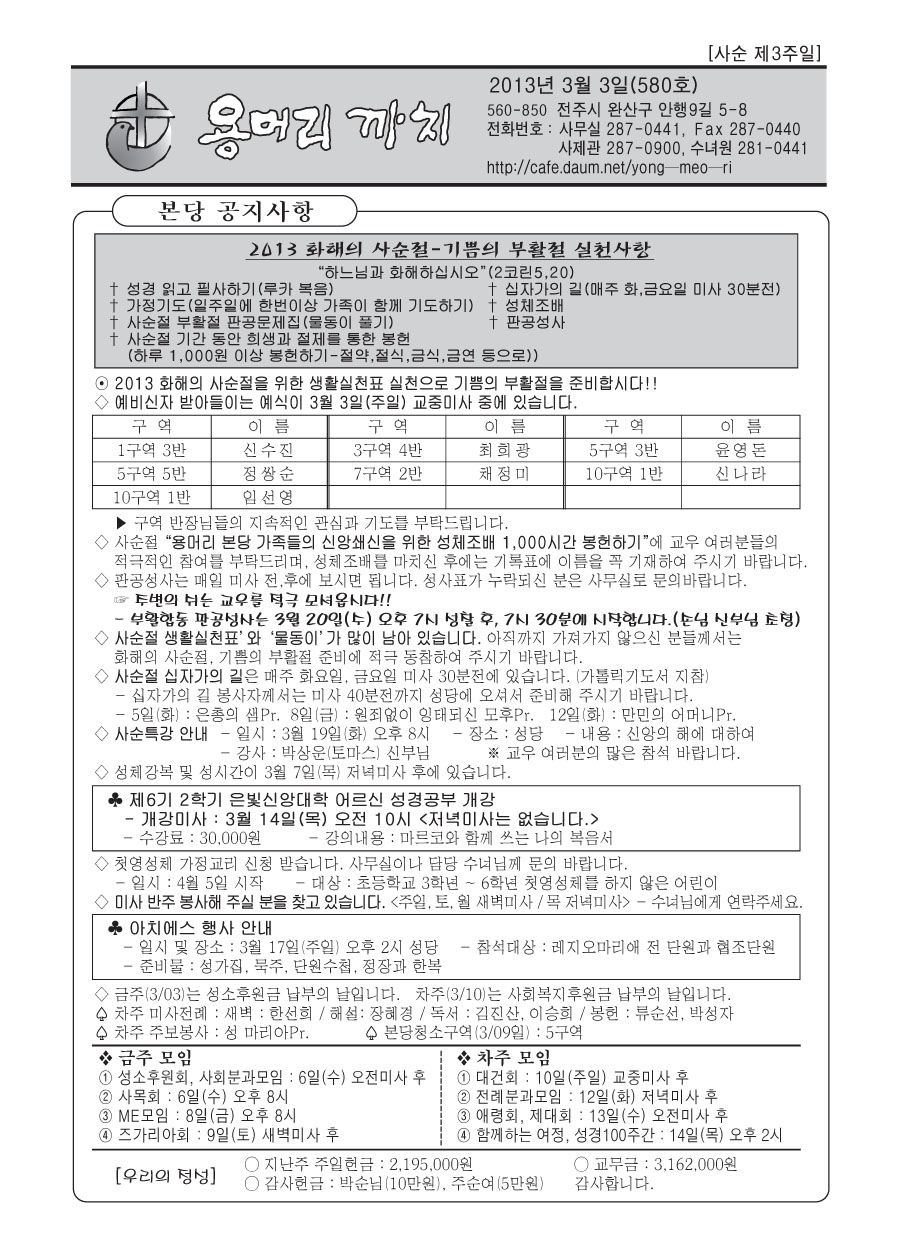 [사순 제3주일]
용머리 까치
2013년 3월 3일(580호)
560-850 전주시 완산구 안행9길 5-8
전화번호 : 사무실 287-0441, Fax 287-0440
사제관 287-0900, 수녀원 281-0441
http://cafe.daum.net/yong—meo—ri
본당 공지사항
2013 화해의 사순절-기쁨의 부활절 실천사항
“하느님과 화해하십시오”(2코린5,20)
† 성경 읽고 필사하기(루카 복음) † 십자가의 길(매주 화,금요일 미사 30분전)
† 가정기도(일주일에 한번이상 가족이 함께 기도하기) † 성체조배
† 사순절 부활절 판공문제집(물동이 풀기) † 판공성사
† 사순절 기간 동안 희생과 절제를 통한 봉헌
(하루 1,000원 이상 봉헌하기-절약,절식,금식,금연 등으로))
⊙ 2013 화해의 사순절을 위한 생활실천표 실천으로 기쁨의 부활절을 준비합시다!!
◇ 예비신자 받아들이는 예식이 3월 3일(주일) 교중미사 중에 있습니다.
구 역 이 름 구 역 이 름 구 역 이 름
1구역 3반 신수진 3구역 4반 최희광 5구역 3반 윤영돈
5구역 5반 정쌍순 7구역 2반 채정미 10구역 1반 신나라
10구역 1반 임선영
▶ 구역 반장님들의 지속적인 관심과 기도를 부탁드립니다.
◇ 사순절 “용머리 본당 가족들의 신앙쇄신을 위한 성체조배 1,000시간 봉헌하기”에 교우 여러분들의
적극적인 참여를 부탁드리며, 성체조배를 마치신 후에는 기록표에 이름을 꼭 기재하여 주시기 바랍니다.
◇ 판공성사는 매일 미사 전,후에 보시면 됩니다. 성사표가 누락되신 분은 사무실로 문의바랍니다.
☞ 주변의 쉬는 교우를 적극 모셔옵시다!!
- 부활합동 판공성사는 3월 20일(수) 오후 7시 성찰 후, 7시 30분에 시작합니다.(손님 신부님 초청)
◇ 사순절 생활실천표’와 ‘물동이’가 많이 남아 있습니다. 아직까지 가져가지 않으신 분들께서는
화해의 사순절, 기쁨의 부활절 준비에 적극 동참하여 주시기 바랍니다.
◇ 사순절 십자가의 길은 매주 화요일, 금요일 미사 30분전에 있습니다. (가톨릭기도서 지참)
- 십자가의 길 봉사자께서는 미사 40분전까지 성당에 오셔서 준비해 주시기 바랍니다.
- 5일(화) : 은총의 샘Pr. 8일(금) : 원죄없이 잉태되신 모후Pr. 12일(화) : 만민의 어머니Pr.
◇ 사순특강 안내 - 일시 : 3월 19일(화) 오후 8시 - 장소 : 성당 - 내용 : 신앙의 해에 대하여
- 강사 : 박상운(토마스) 신부님 ※ 교우 여러분의 많은 참석 바랍니다.
◇ 성체강복 및 성시간이 3월 7일(목) 저녁미사 후에 있습니다.
♣ 제6기 2학기 은빛신앙대학 어르신 성경공부 개강
- 개강미사 : 3월 14일(목) 오전 10시 <저녁미사는 없습니다.>
- 수강료 : 30,000원 - 강의내용 : 마르코와 함께 쓰는 나의 복음서
◇ 첫영성체 가정교리 신청 받습니다. 사무실이나 담당 수녀님께 문의 바랍니다.
- 일시 : 4월 5일 시작 - 대상 : 초등학교 3학년 ~ 6학년 첫영성체를 하지 않은 어린이
◇ 미사 반주 봉사해 주실 분을 찾고 있습니다. <주일, 토, 월 새벽미사 / 목 저녁미사> - 수녀님에게 연락주세요.
♣ 아치에스 행사 안내
- 일시 및 장소 : 3월 17일(주일) 오후 2시 성당 - 참석대상 : 레지오마리애 전 단원과 협조단원
- 준비물 : 성가집, 묵주, 단원수첩, 정장과 한복
◇ 금주(3/03)는 성소후원금 납부의 날입니다. 차주(3/10)는 사회복지후원금 납부의 날입니다.
♤ 차주 미사전례 : 새벽 : 한선희 / 해설: 장혜경 / 독서 : 김진산, 이승희 / 봉헌 : 류순선, 박성자
♤ 차주 주보봉사 : 성 마리아Pr. ♤ 본당청소구역(3/09일) : 5구역
❖ 금주 모임
① 성소후원회, 사회분과모임 : 6일(수) 오전미사 후
② 사목회 : 6일(수) 오후 8시
③ ME모임 : 8일(금) 오후 8시
④ 즈가리아회 : 9일(토) 새벽미사 후
❖ 차주 모임
① 대건회 : 10일(주일) 교중미사 후
② 전례분과모임 : 12일(화) 저녁미사 후
③ 애령회, 제대회 : 13일(수) 오전미사 후
④ 함께하는 여정, 성경100주간 : 14일(목) 오후 2시
[우리의 정성]
○ 지난주 주일헌금 : 2,195,000원 ○ 교무금 : 3,162,000원
○ 감사헌금 : 박순님(10만원), 주순여(5만원) 감사합니다.